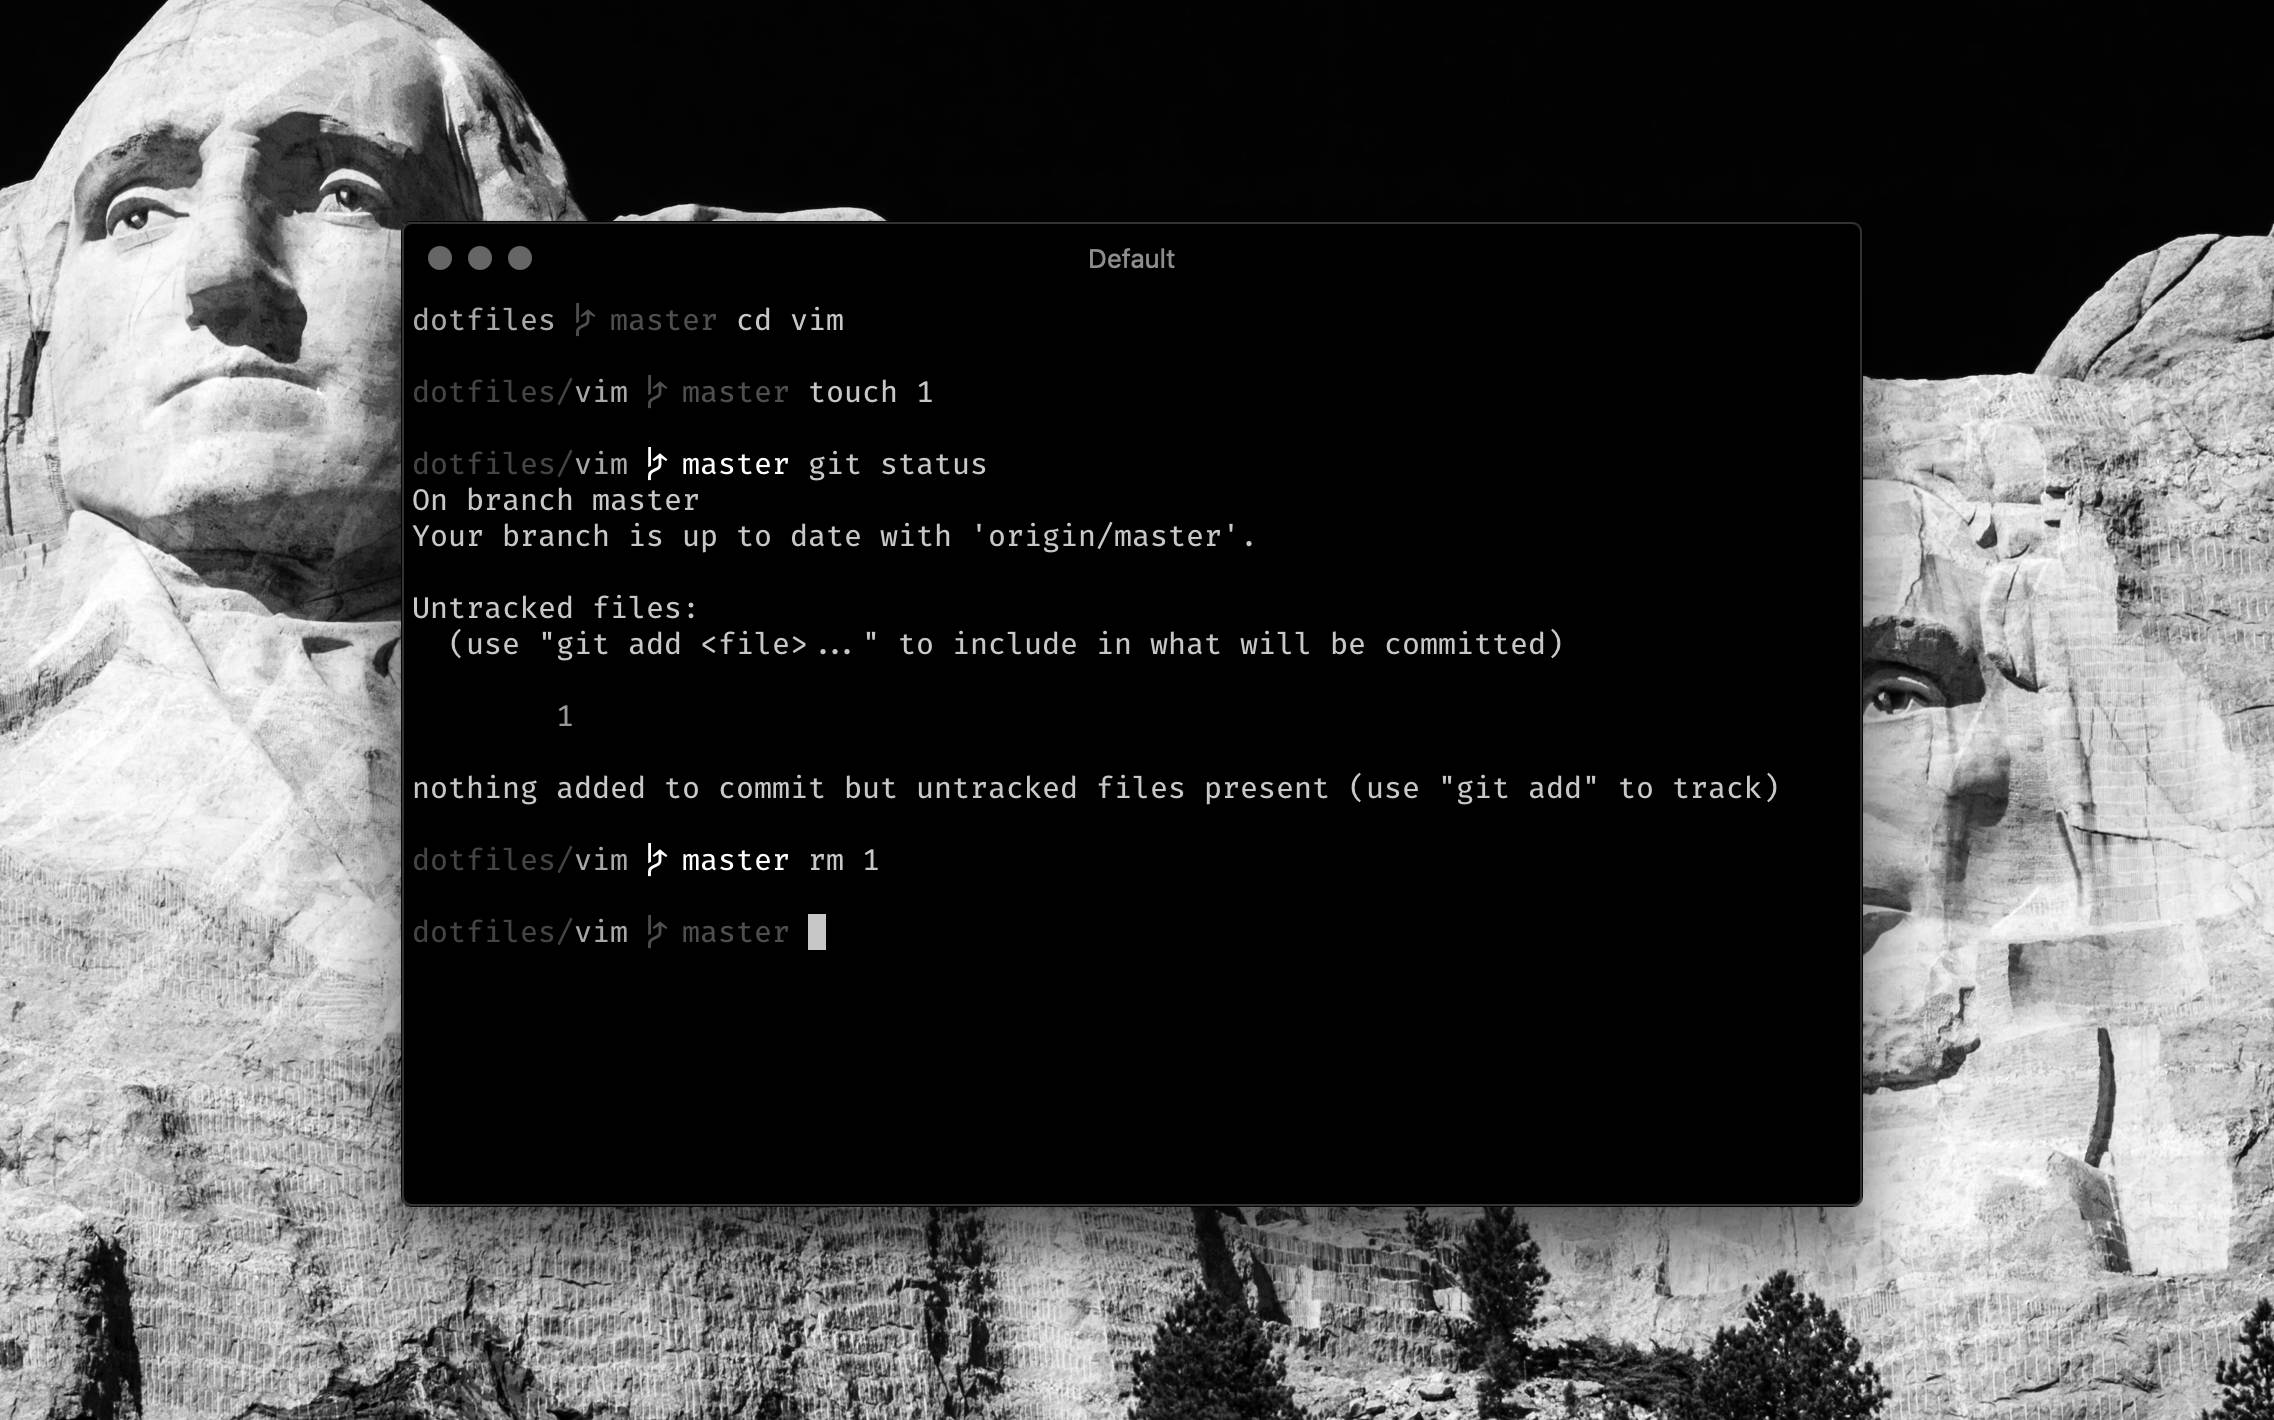 Default
dotfiles master cd vim
dotfiles/vim master touch 1
dotfiles/vim master git status
On branch master
Your branch is up to date with 'origin/master'.
Untracked files:
(use "git add <file>..." to include in what will be committed)
1
nothing added to commit but untracked files present (use "git add" to track)
dotfiles/vim master rm 1
dotfiles/vim master